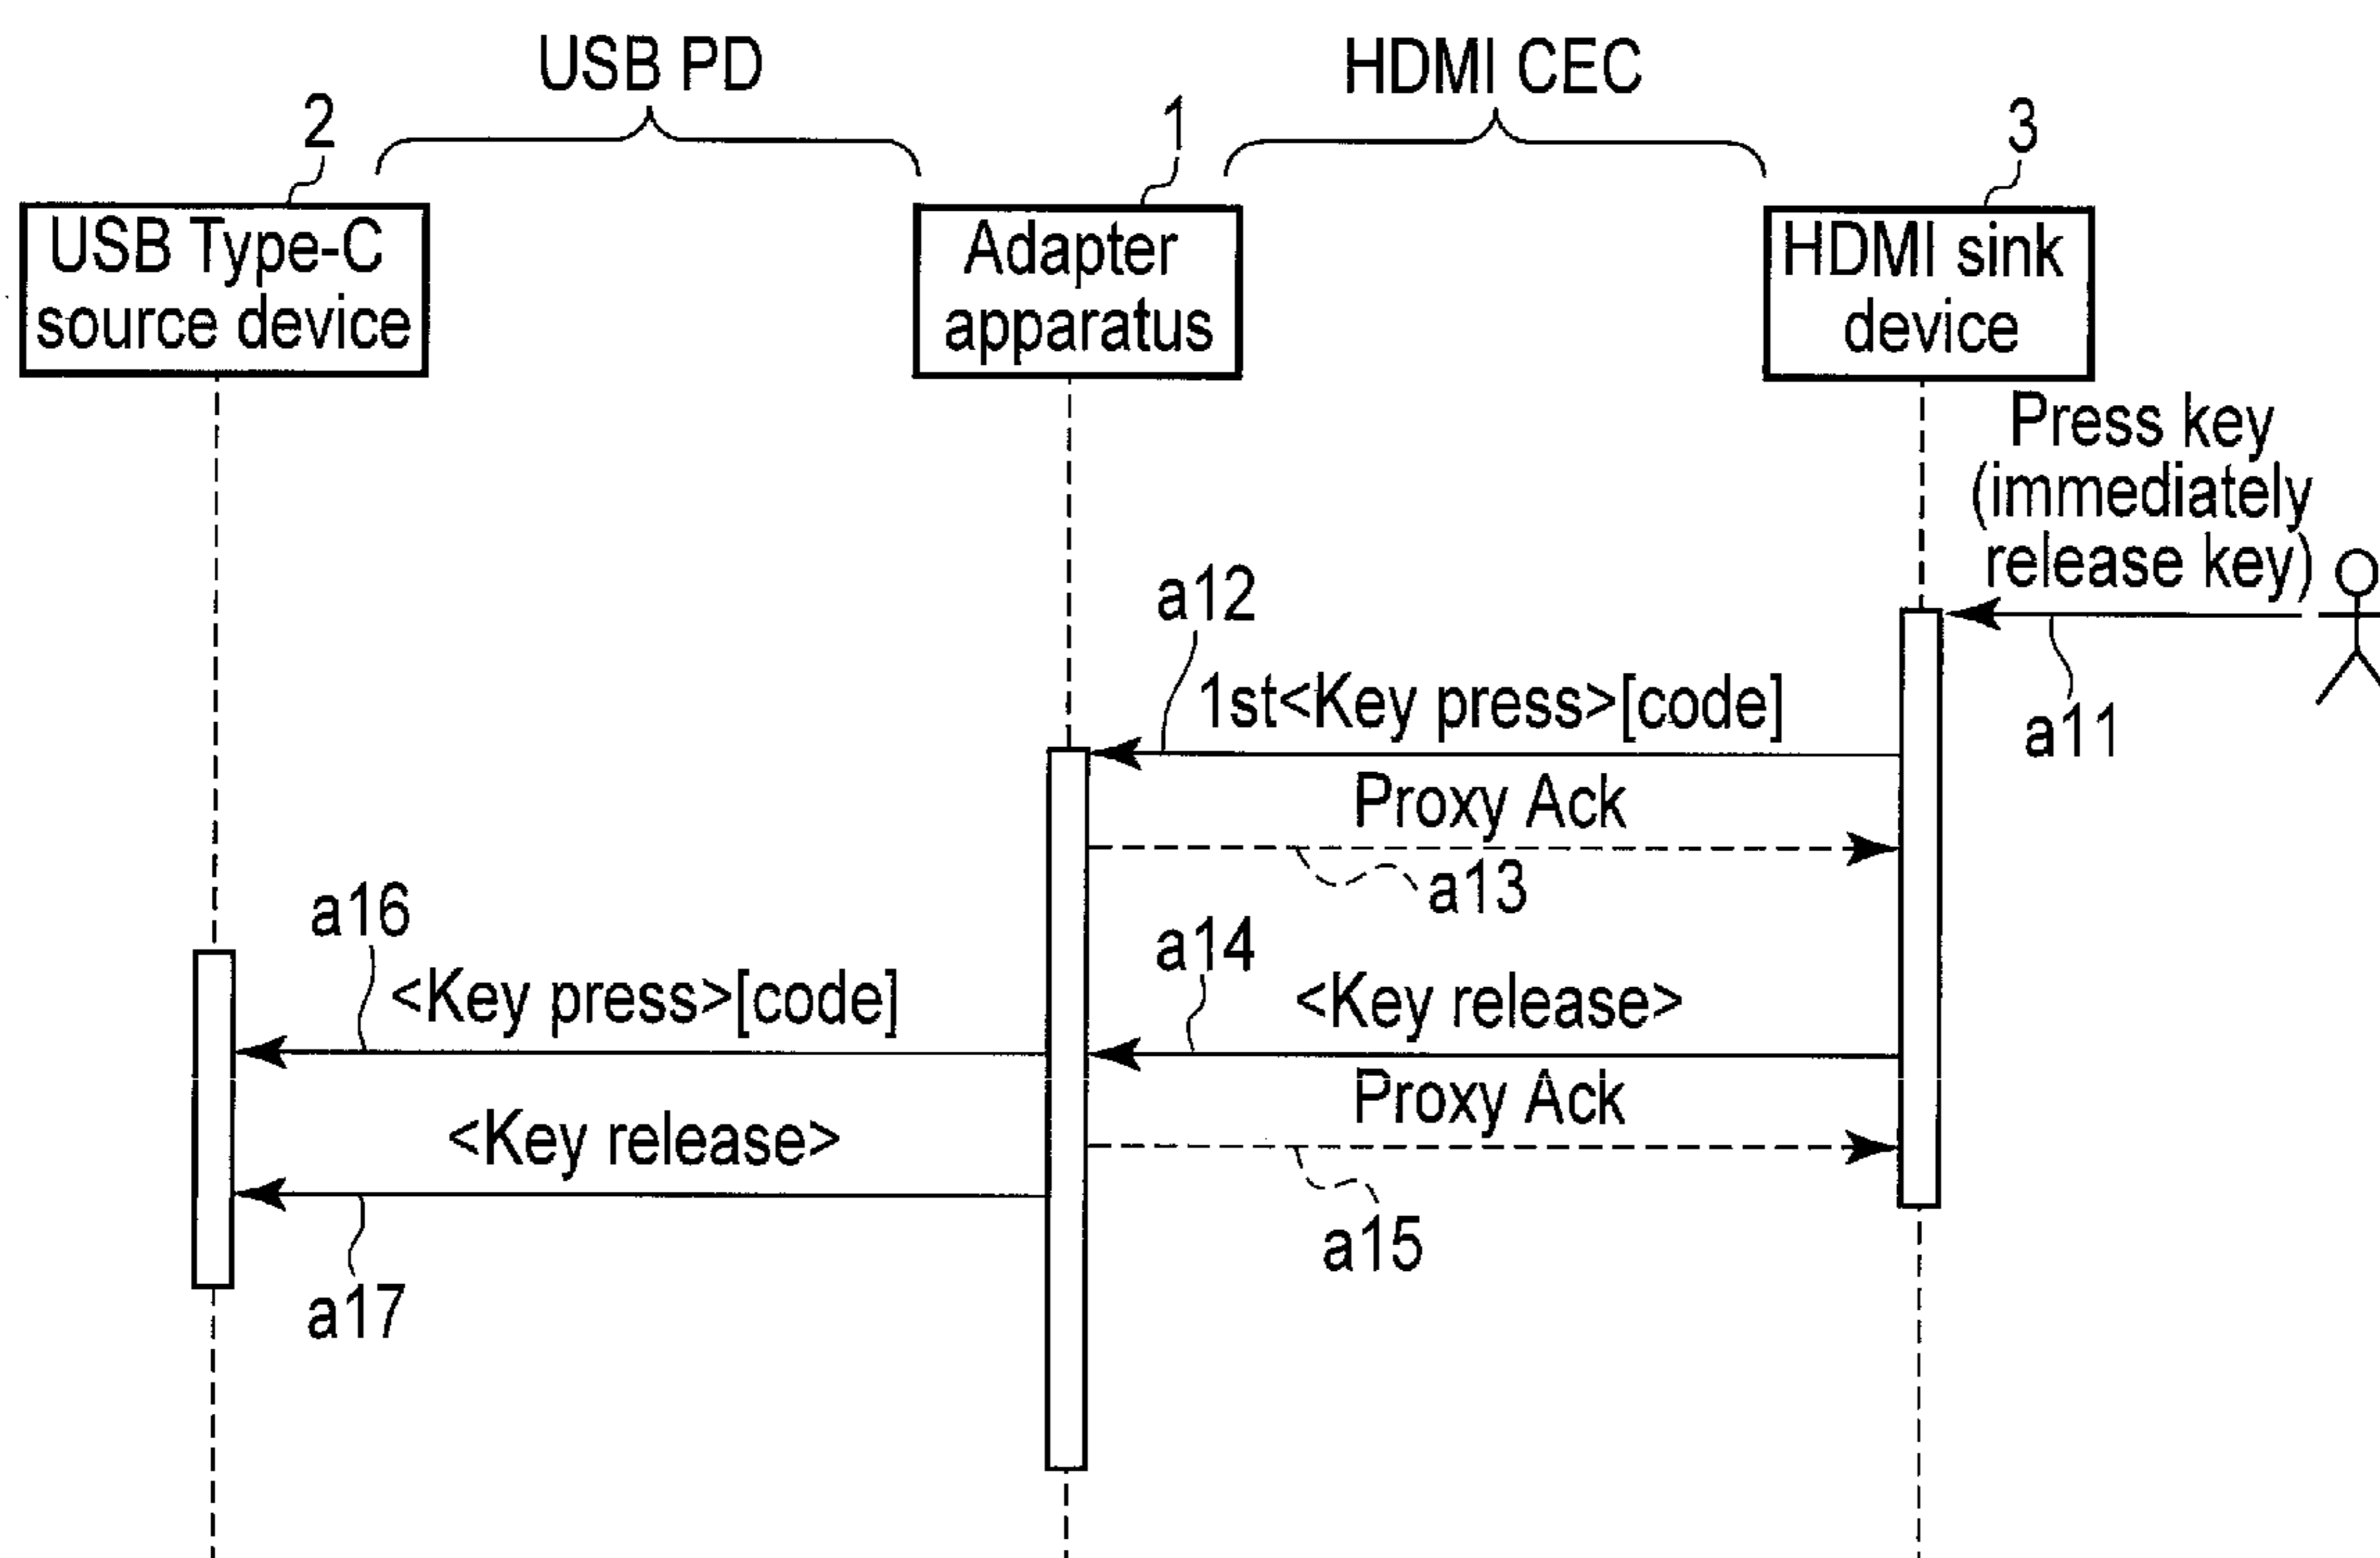 USB PD
HDMI CEC
2
1
3
USB Type-C
source device
Adapter
apparatus
HDMI sink
device
Press key
(immediately
release key)
a11
a12
1st<Key press>[code]
Proxy Ack
a13
a16
a14
<Key press>[code]
<Key release>
Proxy Ack
<Key release>
a15
a17